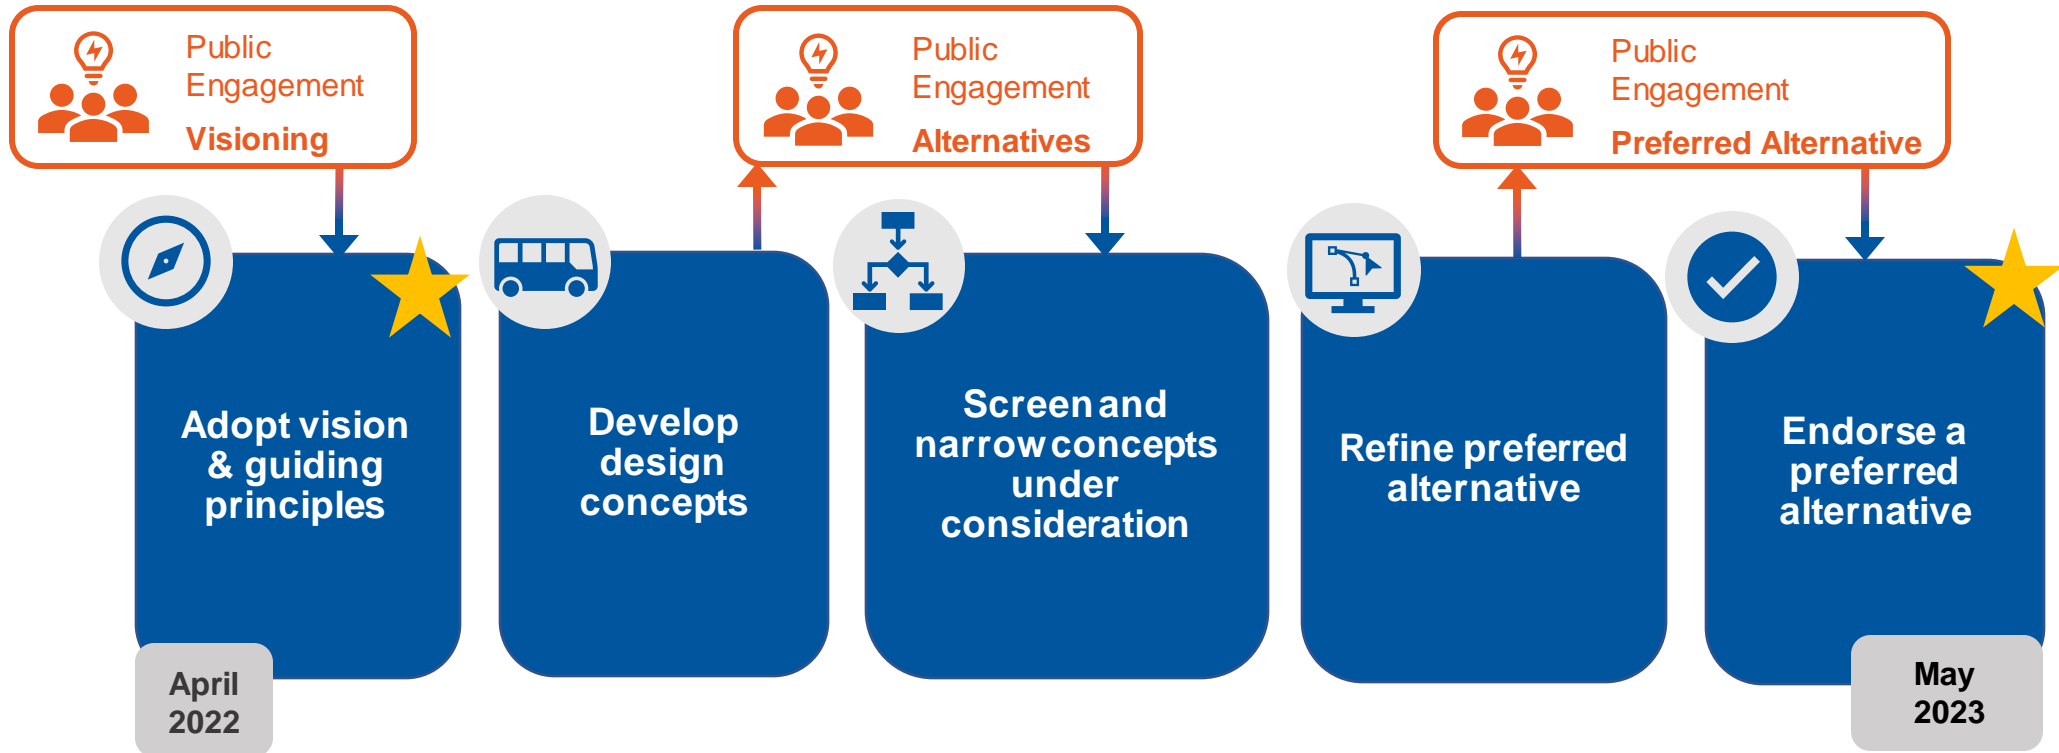 Public
Engagement
Visioning
Public
Engagement
Alternatives
Public
Engagement
Preferred Alternative
Adopt vision
& guiding
principles
Develop
design
concepts
Screen and
narrow concepts
under
consideration
Refine preferred
alternative
Endorse a
preferred
alternative
April
2022
May
2023